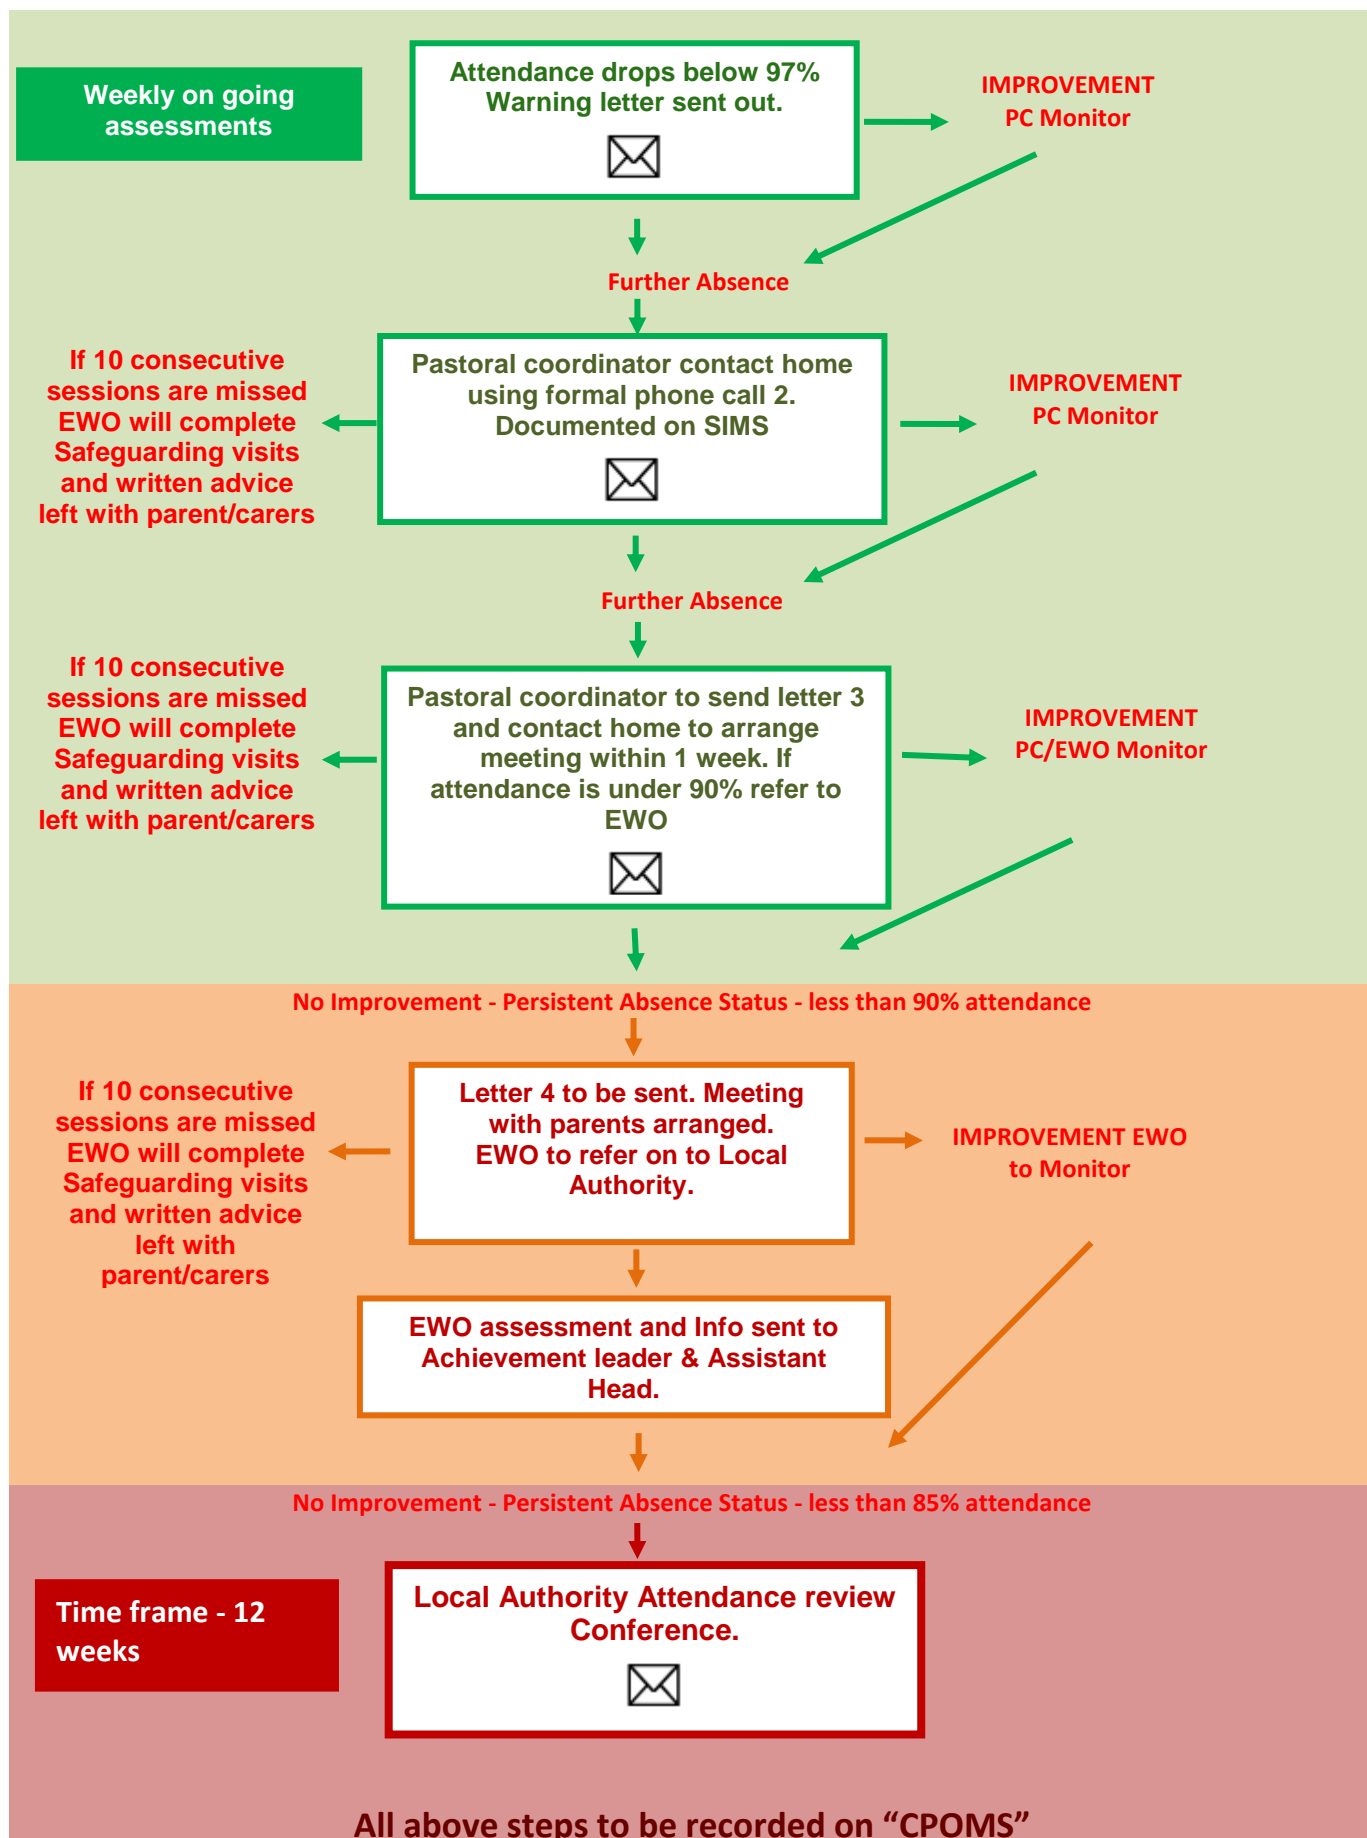 Weekly on going
assessments
Attendance drops below 97%
Warning letter sent out.
IMPROVEMENT
PC Monitor
Further Absence
If 10 consecutive
sessions are missed
EWO will complete
Safeguarding visits
and written advice
left with parent/carers
Pastoral coordinator contact home
using formal phone call 2.
Documented on SIMS
IMPROVEMENT
PC Monitor
Further Absence
If 10 consecutive
sessions are missed
EWO will complete
Safeguarding visits
and written advice
left with parent/carers
Pastoral coordinator to send letter 3
and contact home to arrange
meeting within 1 week. If
attendance is under 90% refer to
EWO
IMPROVEMENT
PC/EWO Monitor
No Improvement - Persistent Absence Status - less than 90% attendance
If 10 consecutive
sessions are missed
EWO will complete
Safeguarding visits
and written advice
left with
parent/carers
Letter 4 to be sent. Meeting
with parents arranged.
EWO to refer on to Local
Authority.
IMPROVEMENT EWO
to Monitor
EWO assessment and Info sent to
Achievement leader & Assistant
Head.
No Improvement - Persistent Absence Status - less than 85% attendance
Time frame - 12
weeks
Local Authority Attendance review
Conference.
All above steps to be recorded on “CPOMS”